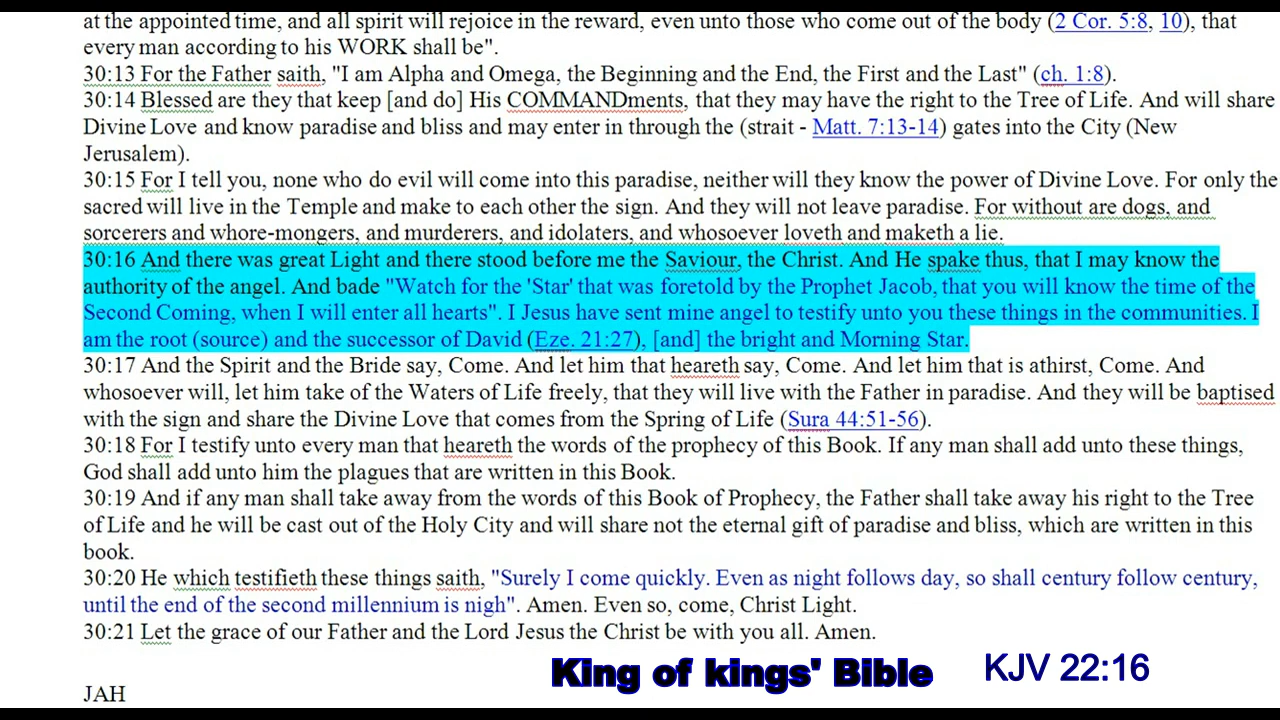 at the appointed time, and all spirit will rejoice in the reward, even unto those who come out of the body (2 Cor. 5:8, 10), that
every man according to his WORK shall be".
30:13 For the Father saith, "I am Alpha and Omega, the Beginning and the End, the First and the Last" (ch. 1:8).
30:14 Blessed are they that keep [and do] His COMMANDments, that they may have the right to the Tree of Life. And will share
Divine Love and know paradise and bliss and may enter in through the (strait - Matt. 7:13-14) gates into the City (New
Jerusalem).
30:15 For I tell you, none who do evil will come into this paradise, neither will they know the power of Divine Love. For only the
sacred will live in the Temple and make to each other the sign. And they will not leave paradise. For without are dogs, and
sorcerers and whore-mongers, and murderers, and idolaters, and whosoever loveth and maketh a lie.
30:16 And there was great Light and there stood before me the Saviour, the Christ. And He spake thus, that I may know the
authority of the angel. And bade "Watch for the 'Star' that was foretold by the Prophet Jacob, that you will know the time of the
Second Coming, when I will enter all hearts". I Jesus have sent mine angel to testify unto you these things in the communities. I
am the root (source) and the successor of David (Eze. 21:27), [and] the bright and Morning Star.
30:17 And the Spirit and the Bride say, Come. And let him that heareth say, Come. And let him that is athirst, Come. And
whosoever will, let him take of the Waters of Life freely, that they will live with the Father in paradise. And they will be baptised
with the sign and share the Divine Love that comes from the Spring of Life (Sura 44:51-56).
30:18 For I testify unto every man that heareth the words of the prophecy of this Book. If any man shall add unto these things,
God shall add unto him the plagues that are written in this Book.
30:19 And if any man shall take away from the words of this Book of Prophecy, the Father shall take away his right to the Tree
of Life and he will be cast out of the Holy City and will share not the eternal gift of paradise and bliss, which are written in this
book.
30:20 He which testifieth these things saith, "Surely I come quickly. Even as night follows day, so shall century follow century,
until the end of the second millennium is nigh". Amen. Even so, come, Christ Light.
30:21 Let the grace of our Father and the Lord Jesus the Christ be with you all. Amen.
King of kings' Bible KJV 22:16
JAH